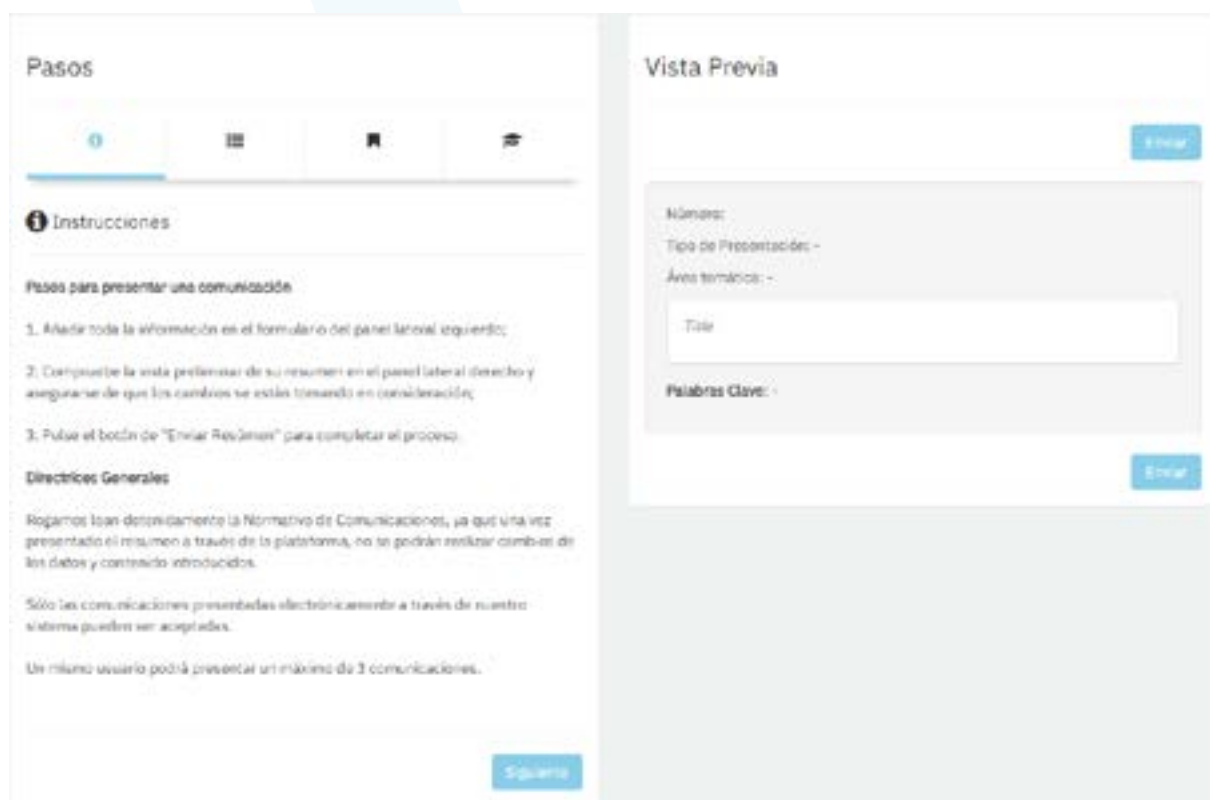 Pasos
Instrucciones
Pasos para presentar una comunicación
1. Añadir toda la información en el formulario del panel lateral izquierdo;
2. Compruebe la vista preliminar de su resumen en el panel lateral derecho y
asegurarse de que los cambios se están tomando en consideración;
3. Pulse el botón de "Enviar Resúmen" para completar el proceso.
Directrices Generales
Rogamos lean detenidamente la Normativa de Comunicaciones, ya que una vez
presentado el resumen a través de la plataforma, no se podrán realizar cambios de
los datos y contenido introducidos.
Sólo las comunicaciones presentadas electrónicamente a través de nuestro
sistema pueden ser aceptadas.
Un mismo usuario podrá presentar un máximo de 3 comunicaciones.
Siguiente
Vista Previa
Enviar
Número:
Tipo de Presentación: -
Área temática: -
Title
Palabras Clave: -
Enviar